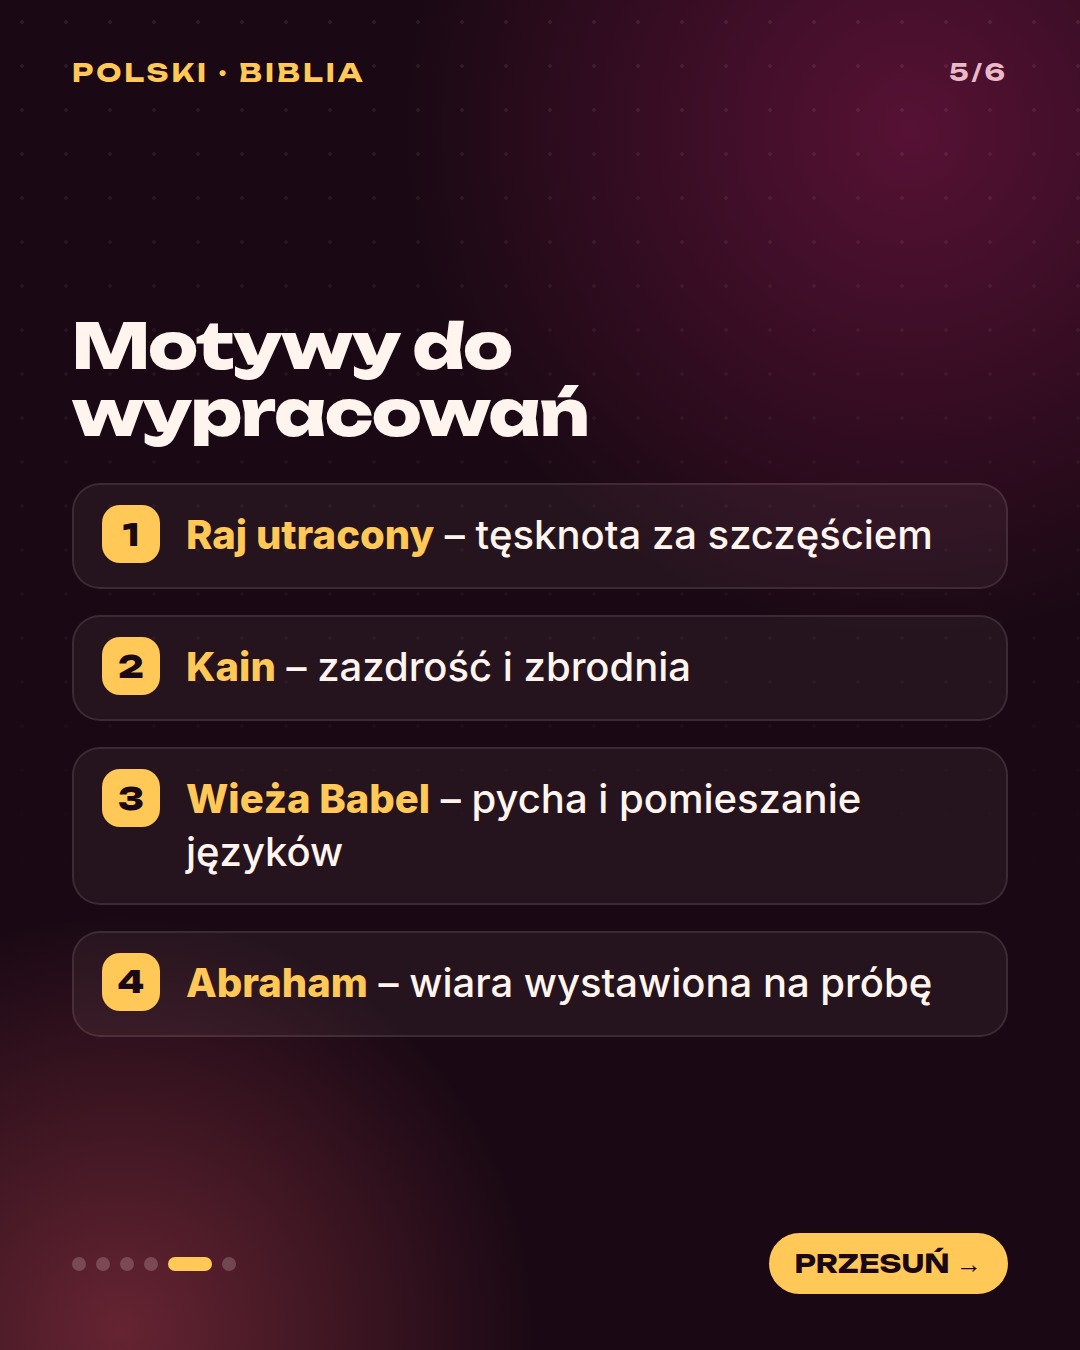 POLSKI · BIBLIA
5/6
Motywy do
wypracowań
1 Raj utracony – tęsknota za szczęściem
2 Kain – zazdrość i zbrodnia
3 Wieża Babel – pycha i pomieszanie
języków
4 Abraham – wiara wystawiona na próbę
PRZESUŃ →